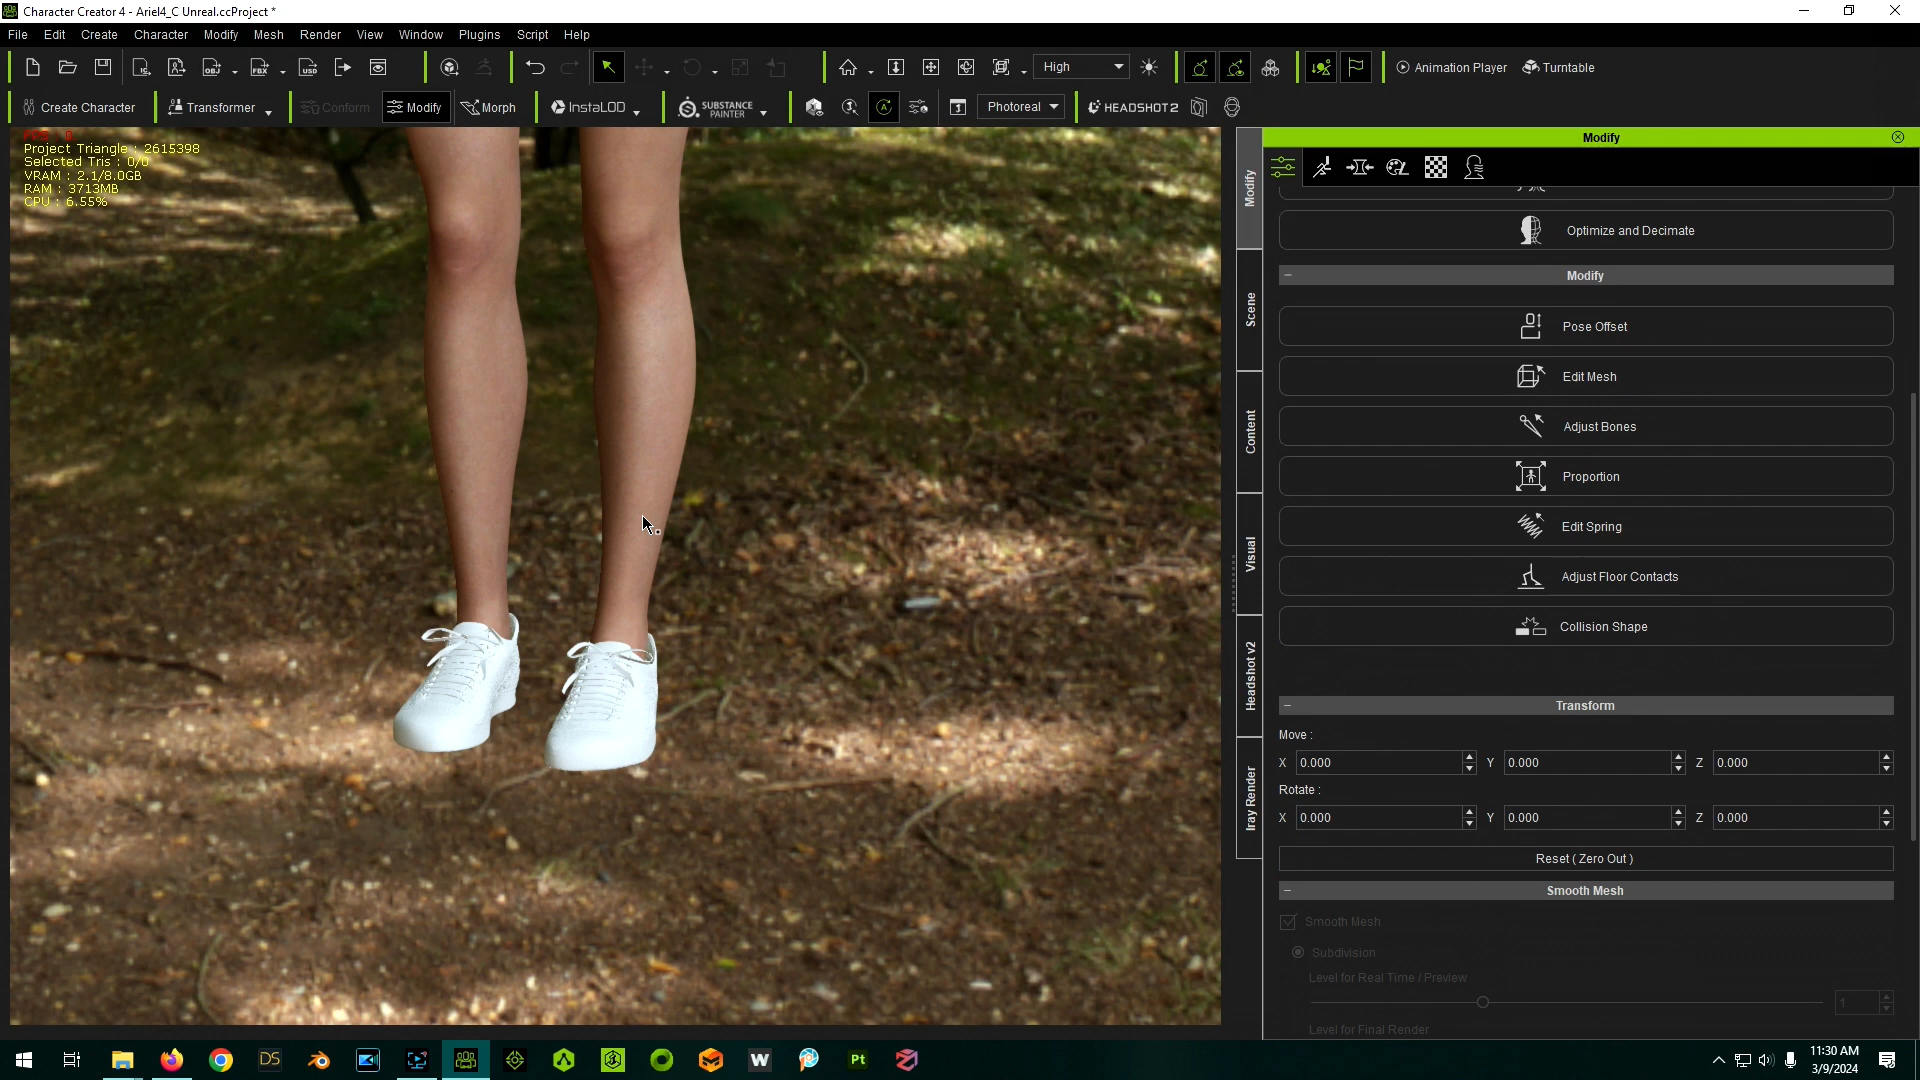 Character Creator 4 - Ariel4_C Unreal.ccProject *
File Edit Create Character Modify Mesh Render View Window Plugins Script Help
High
Animation Player
Turntable
Create Character
Transformer
Conform
Modify
Morph
InstaLOD
SUBSTANCE
PAINTER
Photoreal
HEADSHOT 2
FPS : 0
Project Triangle : 2615398
Selected Tris : 0/0
VRAM : 2.1/8.0GB
RAM : 3713MB
CPU : 6.55%
Modify
Scene
Content
Visual
Headshot v2
Iray Render
Modify
Optimize and Decimate
Modify
Pose Offset
Edit Mesh
Adjust Bones
Proportion
Edit Spring
Adjust Floor Contacts
Collision Shape
Transform
Move :
X 0.000 Y 0.000 Z 0.000
Rotate :
X 0.000 Y 0.000 Z 0.000
Reset ( Zero Out )
Smooth Mesh
Smooth Mesh
Subdivision
Level for Real Time / Preview
1
Level for Final Render
DS
W
Pt
11:30 AM
3/9/2024